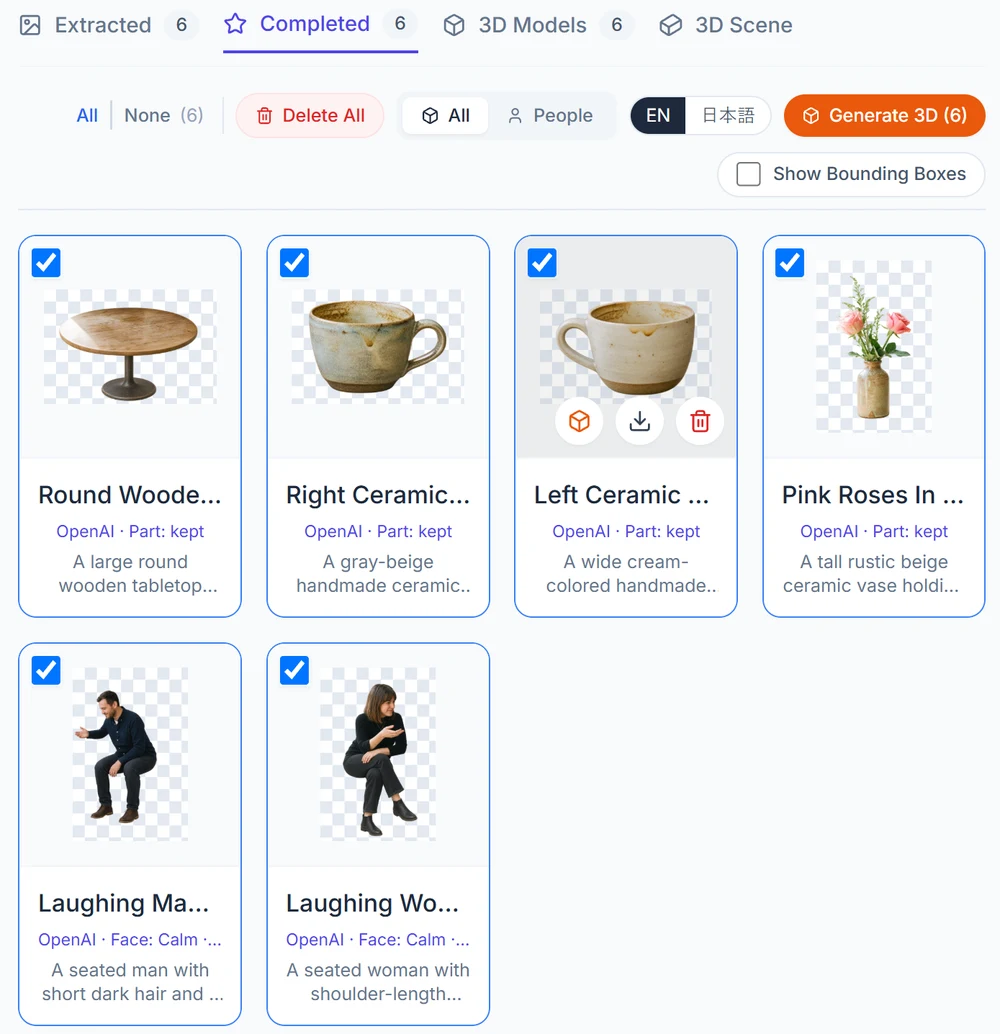 Extracted 6 Completed 6 3D Models 6 3D Scene
All None (6) Delete All All People EN 日本語 Generate 3D (6)
Show Bounding Boxes
Round Woode...
OpenAI · Part: kept
A large round
wooden tabletop...
Right Ceramic...
OpenAI · Part: kept
A gray-beige
handmade ceramic..
Left Ceramic ...
OpenAI · Part: kept
A wide cream-
colored handmade..
Pink Roses In ...
OpenAI · Part: kept
A tall rustic beige
ceramic vase holdi...
Laughing Ma...
OpenAI · Face: Calm ·...
A seated man with
short dark hair and ...
Laughing Wo...
OpenAI · Face: Calm ·...
A seated woman with
shoulder-length...